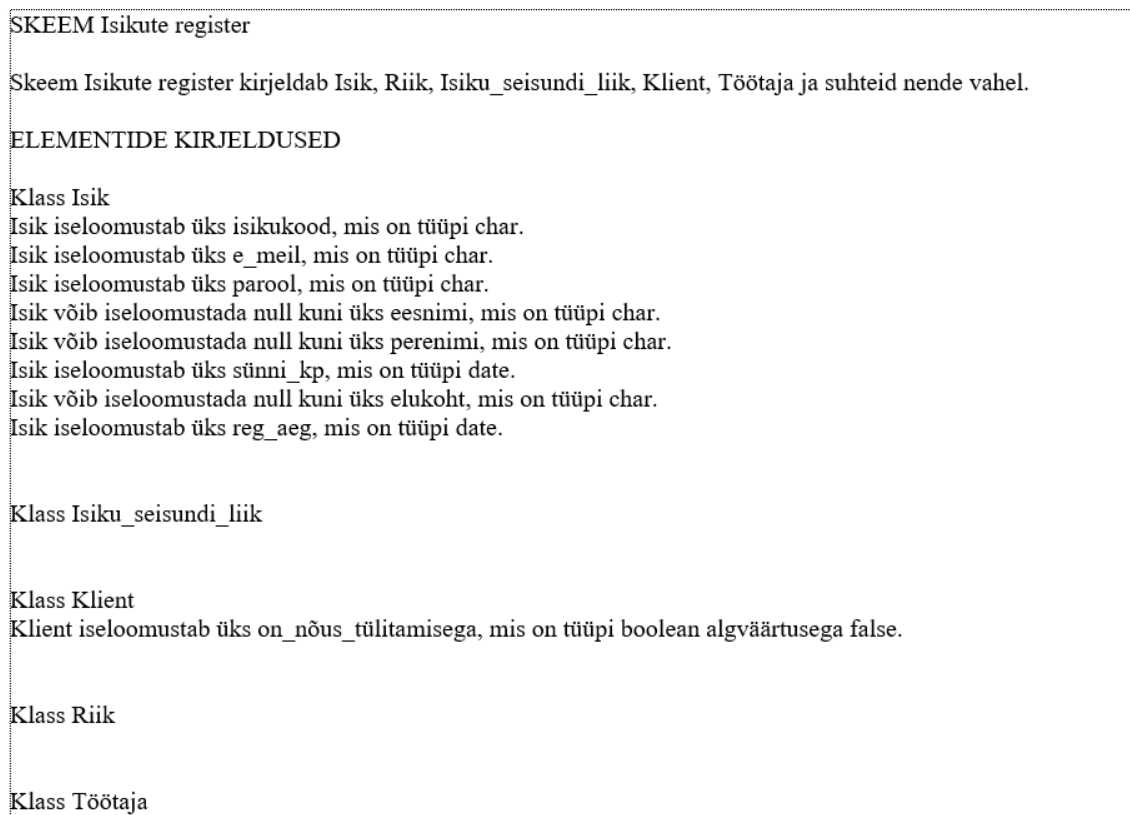 SKEEM Isikute register
Skeem Isikute register kirjeldab Isik, Riik, Isiku_seisundi_liik, Klient, Töötaja ja suhteid nende vahel.
ELEMENTIDE KIRJELDUSED
Klass Isik
Isik iseloomustab üks isikukood, mis on tüüpi char.
Isik iseloomustab üks e_meil, mis on tüüpi char.
Isik iseloomustab üks parool, mis on tüüpi char.
Isik võib iseloomustada null kuni üks eesnimi, mis on tüüpi char.
Isik võib iseloomustada null kuni üks perenimi, mis on tüüpi char.
Isik iseloomustab üks sünni_kp, mis on tüüpi date.
Isik võib iseloomustada null kuni üks elukoht, mis on tüüpi char.
Isik iseloomustab üks reg_aeg, mis on tüüpi date.
Klass Isiku_seisundi_liik
Klass Klient
Klient iseloomustab üks on_nõus_tülitamisega, mis on tüüpi boolean algväärtusega false.
Klass Riik
Klass Töötaja